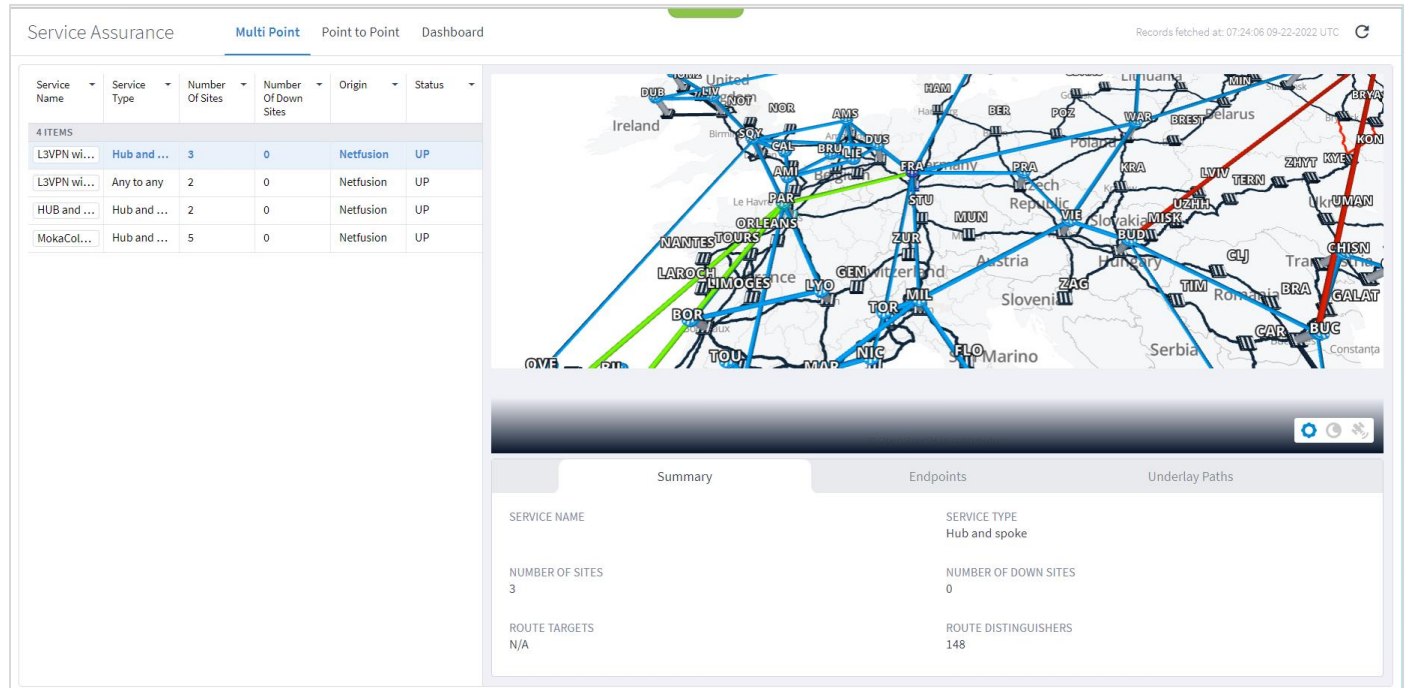 Service Assurance
Multi Point
Point to Point
Dashboard
Records fetched at: 07:24:06 09-22-2022 UTC
Service Name
Service Type
Number Of Sites
Number Of Down Sites
Origin
Status
4 ITEMS
L3VPN wi... Hub and ... 3 0 Netfusion UP
L3VPN wi... Any to any 2 0 Netfusion UP
HUB and ... Hub and ... 2 0 Netfusion UP
MokaCol... Hub and ... 5 0 Netfusion UP
United
Lithuania
MIN
DUB
LIV
NOT
NOR
AMS
HAM
BER
POZ
WAR
BREST
Belarus
BRYA
Ireland
SQY
CAL
BRU
LIE
DUS
Poland
KON
AMI
FRA
PRA
KRA
LVIV
TERN
ZHYT
KYE
Le Havre
PAR
STU
Republic
UZHH
UMAN
ORLEANS
MUN
VIE
Slovakia
MISK
NANTES
TOURS
ZUR
BUD
CHISN
Austria
Hungary
CLJ
LAROCH
LIMOGES
LYO
GEN
ZAG
TIM
BRA
GALAT
TOR
MIL
BOR
CAR
BUC
TOU
NIC
FLO
Marino
Serbia
Constanța
Summary
Endpoints
Underlay Paths
SERVICE NAME
SERVICE TYPE
Hub and spoke
NUMBER OF SITES
3
NUMBER OF DOWN SITES
0
ROUTE TARGETS
N/A
ROUTE DISTINGUISHERS
148